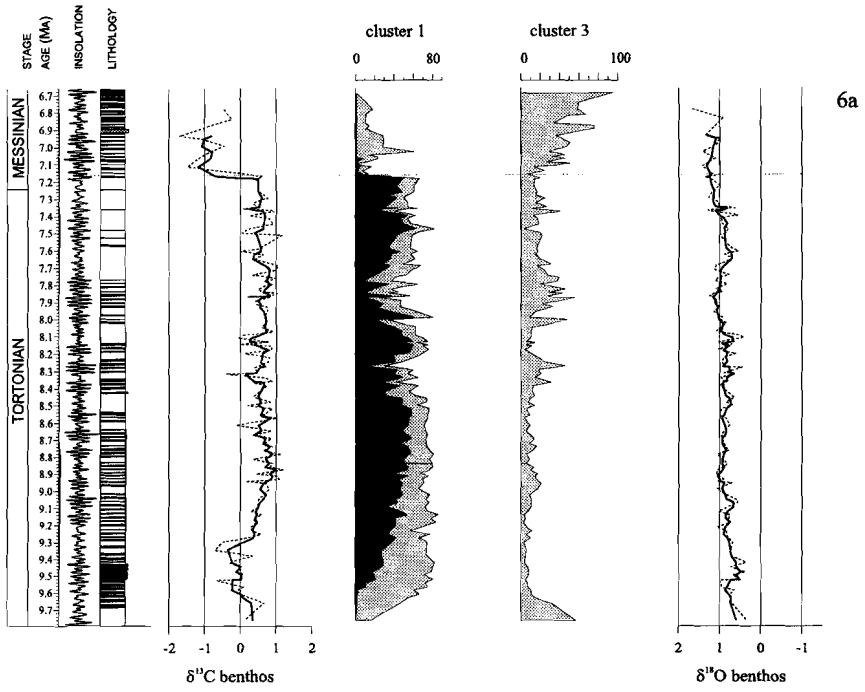 STAGE
AGE (MA)
INSOLATION
LITHOLOGY
cluster 1
cluster 3
0 80
0 100
6a
MESSINIAN
TORTONIAN
6.7
6.8
6.9
7.0
7.1
7.2
7.3
7.4
7.5
7.6
7.7
7.8
7.9
8.0
8.1
8.2
8.3
8.4
8.5
8.6
8.7
8.8
8.9
9.0
9.1
9.2
9.3
9.4
9.5
9.6
9.7
-2 -1 0 1 2
δ¹³C benthos
2 1 0 -1
δ¹⁸O benthos